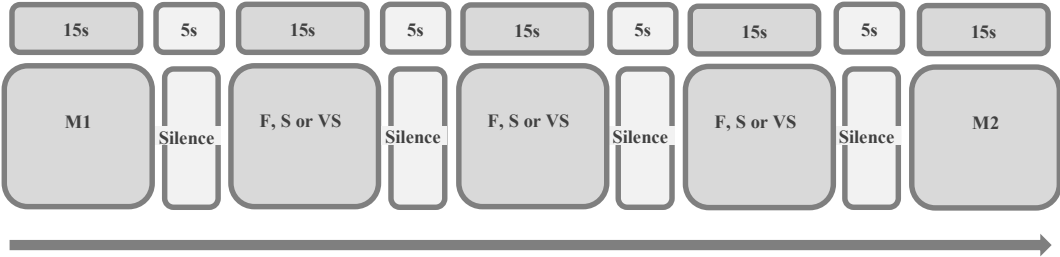 15s 5s 15s 5s 15s 5s 15s 5s 15s
M1 F, S or VS F, S or VS F, S or VS M2
Silence Silence Silence Silence